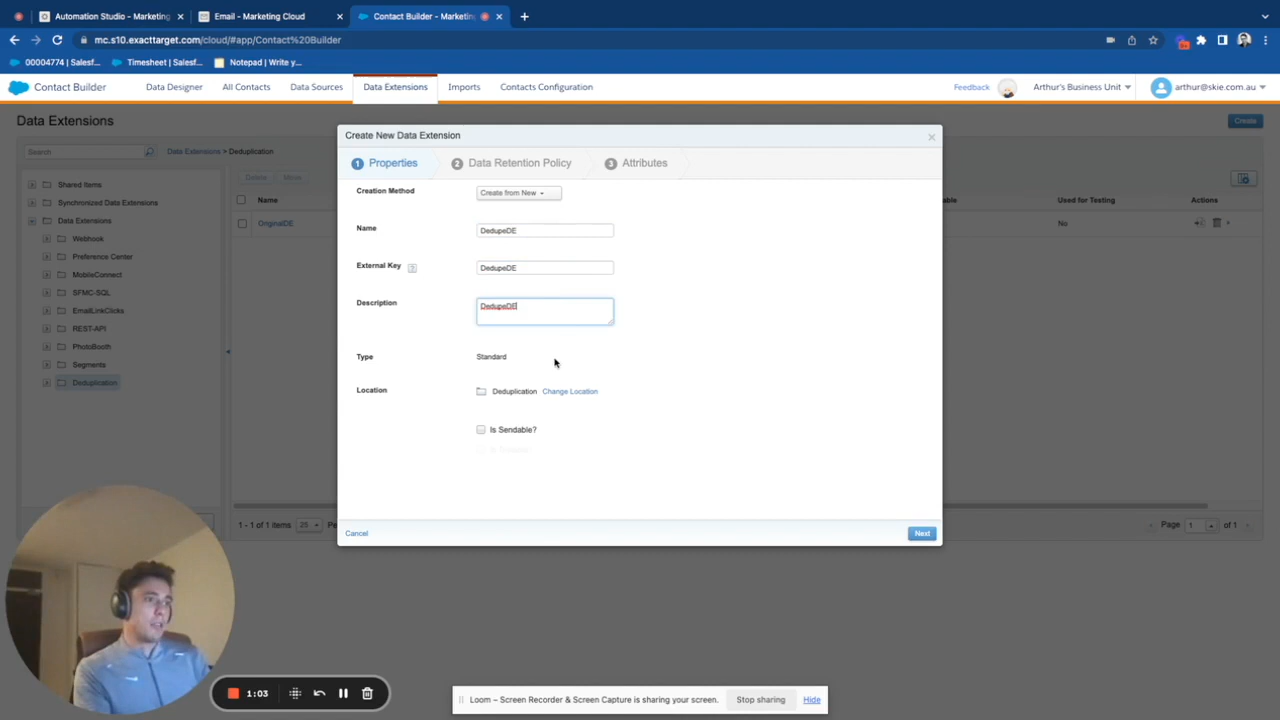 Automation Studio - Marketing
Email - Marketing Cloud
Contact Builder - Marketing
mc.s10.exacttarget.com/cloud/#app/Contact%20Builder
00004774 | Salesf...
Timesheet | Salesf...
Notepad | Write y...
Contact Builder
Data Designer
All Contacts
Data Sources
Data Extensions
Imports
Contacts Configuration
Feedback
Arthur's Business Unit
arthur@skie.com.au
Data Extensions
Create
Search
Data Extensions > Deduplication
Delete
Move
Shared Items
Synchronized Data Extensions
Data Extensions
Webhook
Preference Center
MobileConnect
SFMC-SQL
EmailLinkClicks
REST-API
PhotoBooth
Segments
Deduplication
Name
OriginalDE
Used for Testing
Actions
No
1 - 1 of 1 items
25
Page
1
of 1
Create New Data Extension
1 Properties
2 Data Retention Policy
3 Attributes
Creation Method
Create from New
Name
DedupeDE
External Key
DedupeDE
Description
DedupeDE
Type
Standard
Location
Deduplication
Change Location
Is Sendable?
Cancel
Next
1:03
Loom – Screen Recorder & Screen Capture is sharing your screen.
Stop sharing
Hide